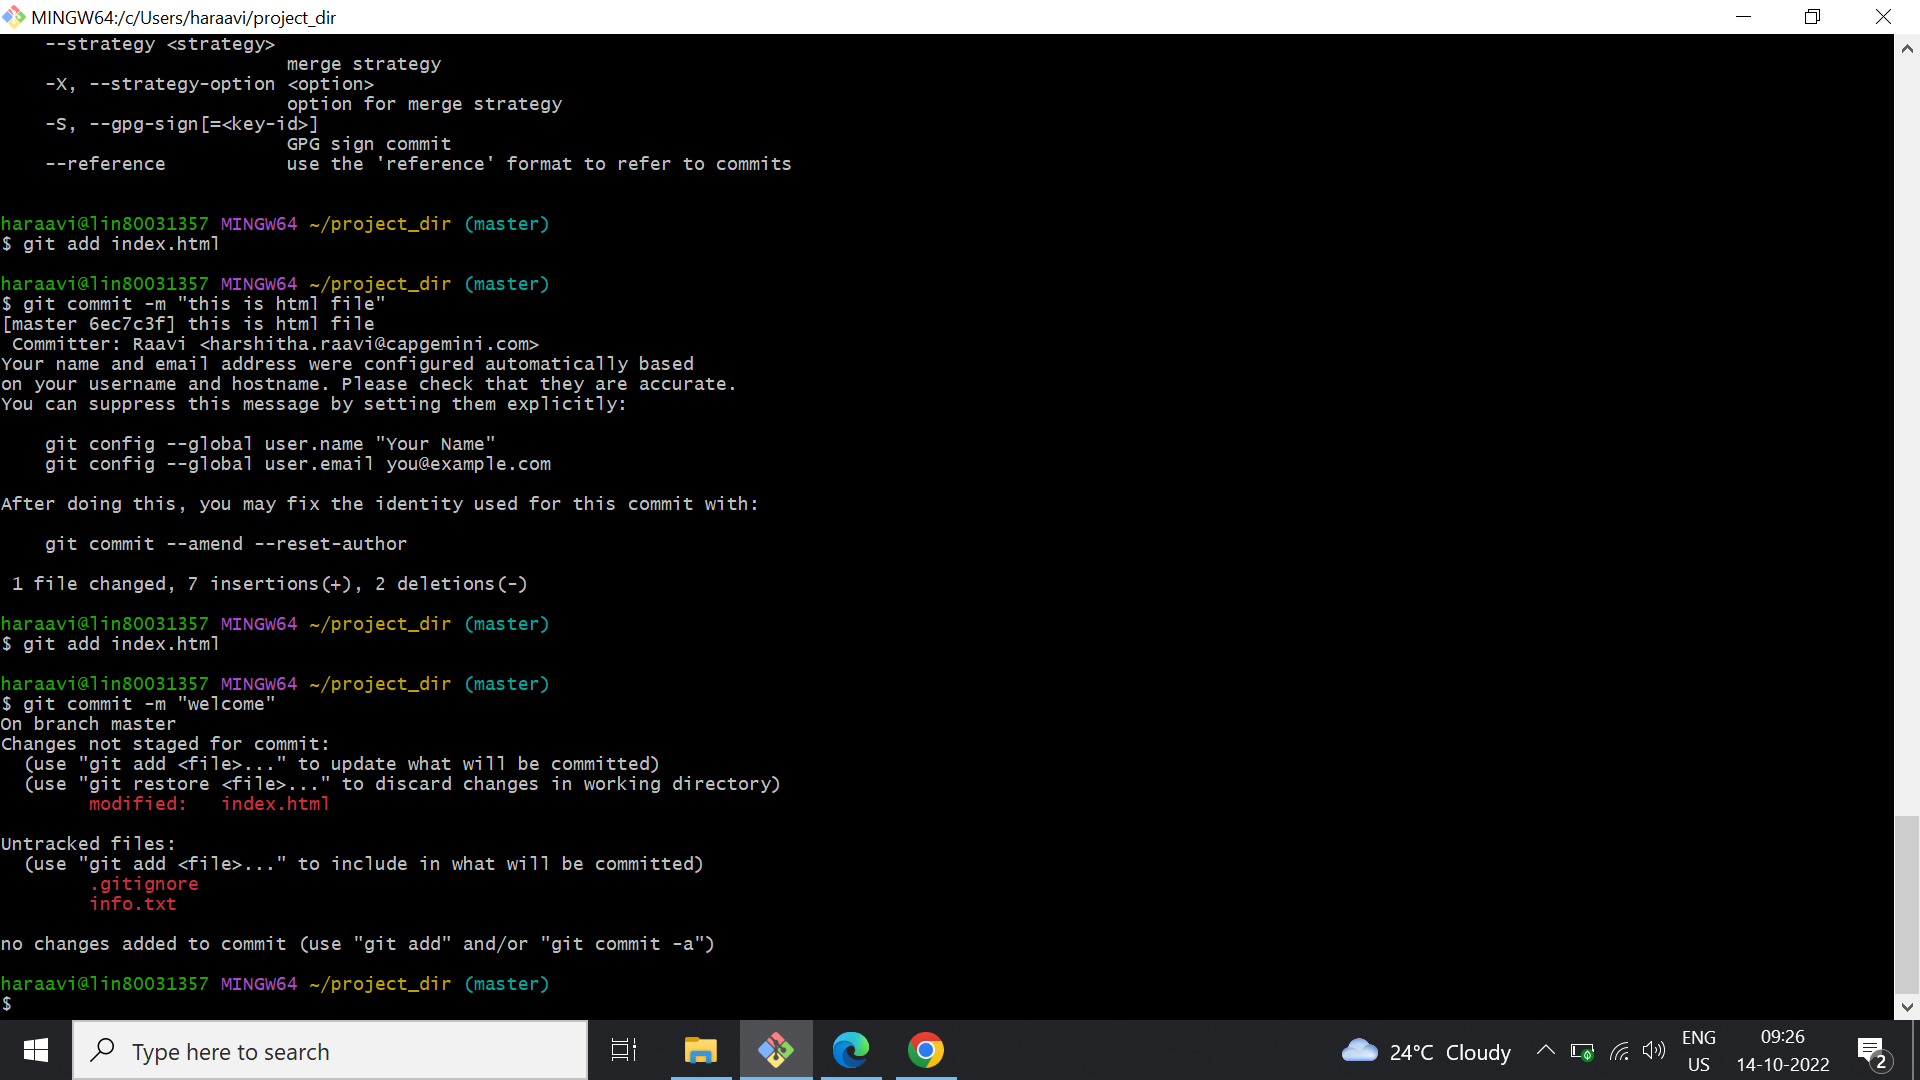 MINGW64:/c/Users/haraavi/project_dir
--strategy <strategy>
merge strategy
-X, --strategy-option <option>
option for merge strategy
-S, --gpg-sign[=<key-id>]
GPG sign commit
--reference use the 'reference' format to refer to commits
haraavi@lin80031357 MINGW64 ~/project_dir (master)
$ git add index.html
haraavi@lin80031357 MINGW64 ~/project_dir (master)
$ git commit -m "this is html file"
[master 6ec7c3f] this is html file
Committer: Raavi <harshitha.raavi@capgemini.com>
Your name and email address were configured automatically based
on your username and hostname. Please check that they are accurate.
You can suppress this message by setting them explicitly:
git config --global user.name "Your Name"
git config --global user.email you@example.com
After doing this, you may fix the identity used for this commit with:
git commit --amend --reset-author
1 file changed, 7 insertions(+), 2 deletions(-)
haraavi@lin80031357 MINGW64 ~/project_dir (master)
$ git add index.html
haraavi@lin80031357 MINGW64 ~/project_dir (master)
$ git commit -m "welcome"
On branch master
Changes not staged for commit:
(use "git add <file>..." to update what will be committed)
(use "git restore <file>..." to discard changes in working directory)
modified: index.html
Untracked files:
(use "git add <file>..." to include in what will be committed)
.gitignore
info.txt
no changes added to commit (use "git add" and/or "git commit -a")
haraavi@lin80031357 MINGW64 ~/project_dir (master)
$
Type here to search
24°C Cloudy
ENG
US
09:26
14-10-2022
2